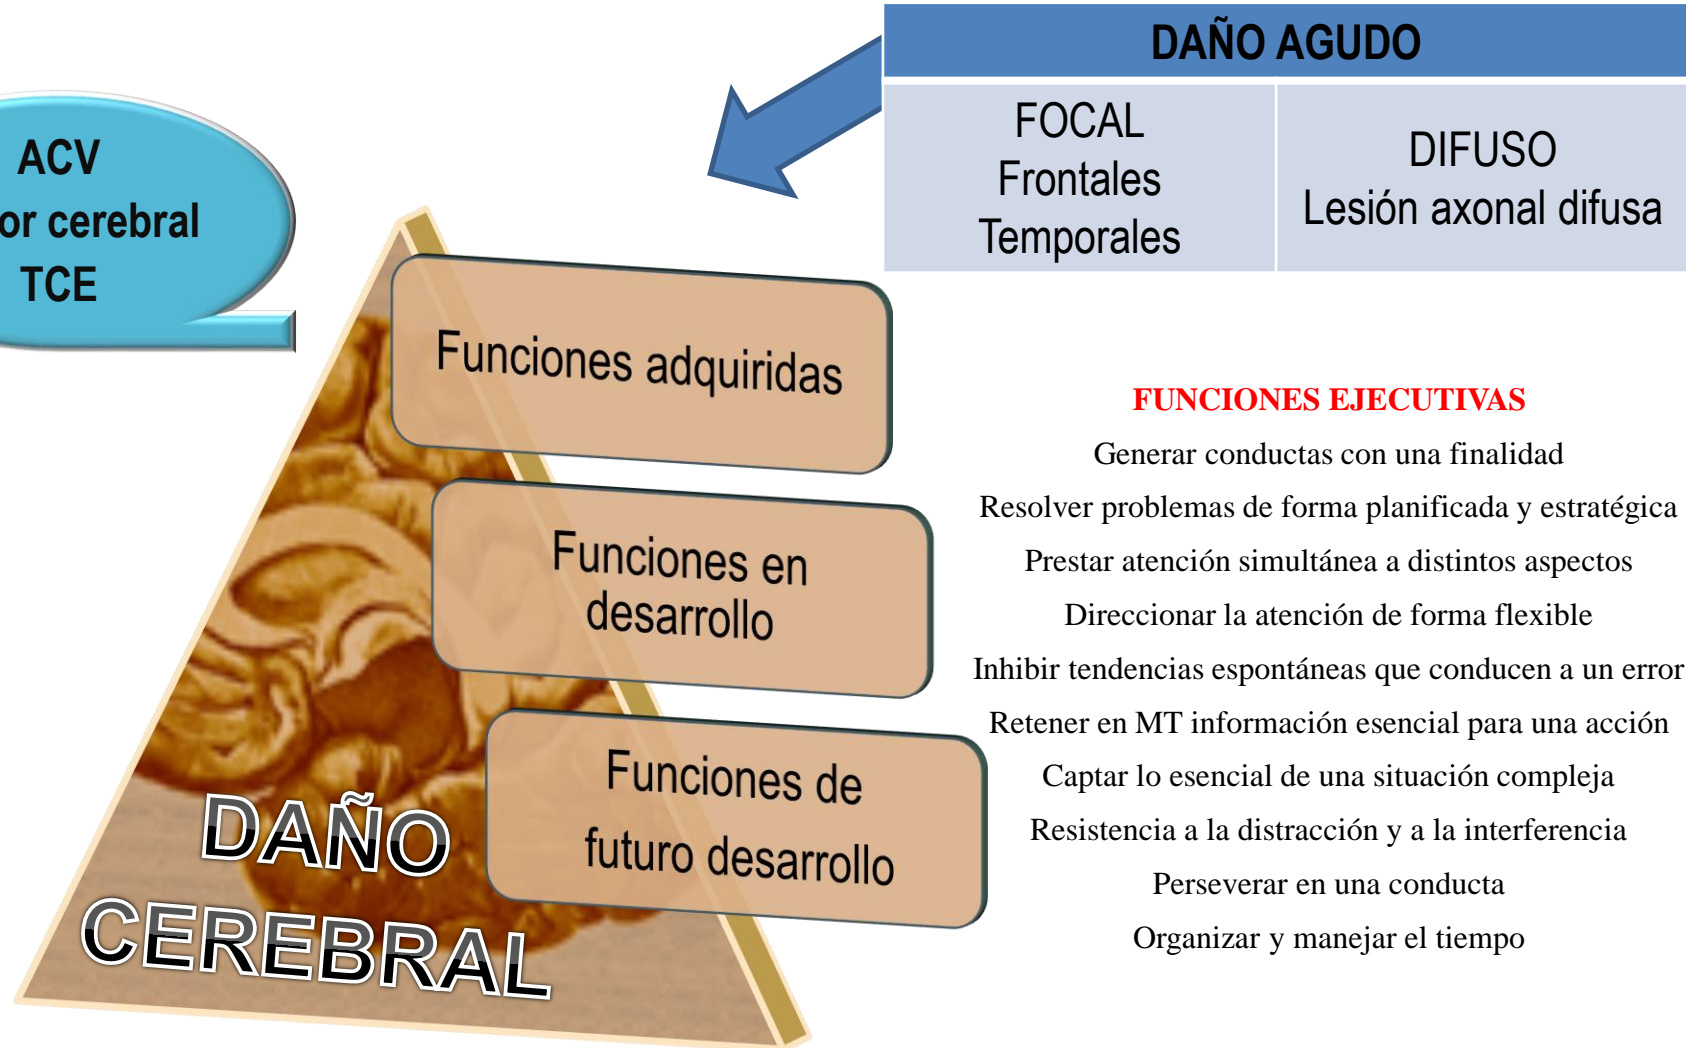 DAÑO AGUDO
FOCAL
Frontales
Temporales
DIFUSO
Lesión axonal difusa
ACV
cerebral
TCE
Funciones adquiridas
Funciones en
desarrollo
Funciones de
futuro desarrollo
DAÑO
CEREBRAL
FUNCIONES EJECUTIVAS
Generar conductas con una finalidad
Resolver problemas de forma planificada y estratégica
Prestar atención simultánea a distintos aspectos
Direccionar la atención de forma flexible
Inhibir tendencias espontáneas que conducen a un error
Retener en MT información esencial para una acción
Captar lo esencial de una situación compleja
Resistencia a la distracción y a la interferencia
Perseverar en una conducta
Organizar y manejar el tiempo